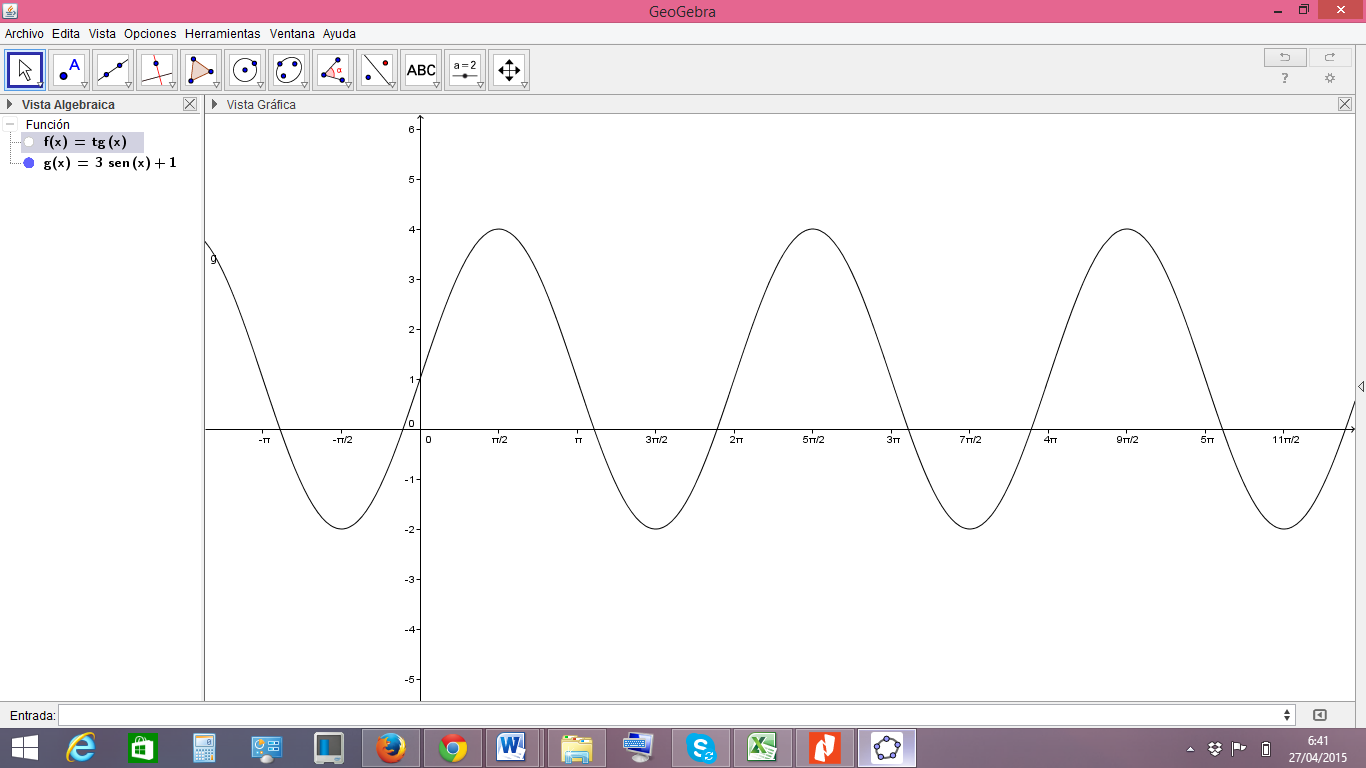 GeoGebra
Archivo Edita Vista Opciones Herramientas Ventana Ayuda
A ABC a = 2 α
?
Vista Algebraica
Vista Gráfica
Función
f(x) = tg (x)
g(x) = 3 sen (x) + 1
g
6
5
4
3
2
1
0
-1
-2
-3
-4
-5
-π -π/2 0 π/2 π 3π/2 2π 5π/2 3π 7π/2 4π 9π/2 5π 11π/2
Entrada:
6:41
27/04/2015